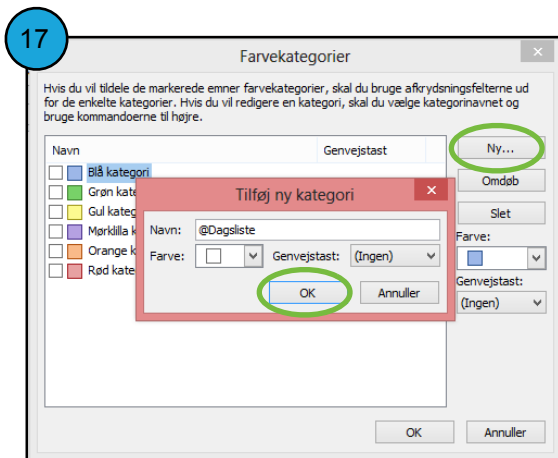 17
Farvekategorier
Hvis du vil tildele de markerede emner farvekategorier, skal du bruge afkrydsningsfelterne ud
for de enkelte kategorier. Hvis du vil redigere en kategori, skal du vælge kategorinavnet og
bruge kommandoerne til højre.
Navn
Genvejstast
Ny...
Blå kategori
Omdøb
Grøn kate
Tilføj ny kategori
Gul kateg
Slet
Mørklilla k
Navn:
@Dagsliste
Farve:
Orange k
Farve:
Genvejstast:
(Ingen)
Rød kate
Genvejstast:
OK
Annuller
(Ingen)
OK
Annuller